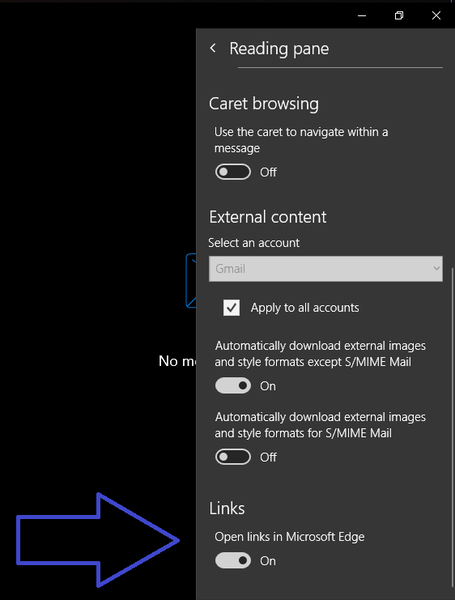 Reading pane
Caret browsing
Use the caret to navigate within a
message
Off
External content
Select an account
Gmail
Apply to all accounts
No m
Automatically download external images
and style formats except S/MIME Mail
On
Automatically download external images
and style formats for S/MIME Mail
Off
Links
Open links in Microsoft Edge
On